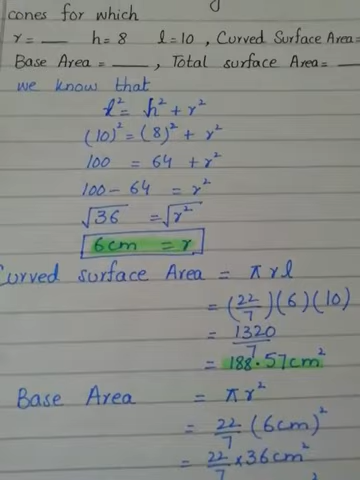 cones for which
r = ___ h = 8 l = 10 , Curved Surface Area =
Base Area = ____, Total surface Area = __
we know that
l² = h² + r²
(10)² = (8)² + r²
100 = 64 + r²
100 - 64 = r²
√36 = √r²
6cm = r
Curved surface Area = π r l
= (22/7)(6)(10)
= 1320/7
= 188.57cm²
Base Area = π r²
= 22/7 (6cm)²
= 22/7 × 36cm²